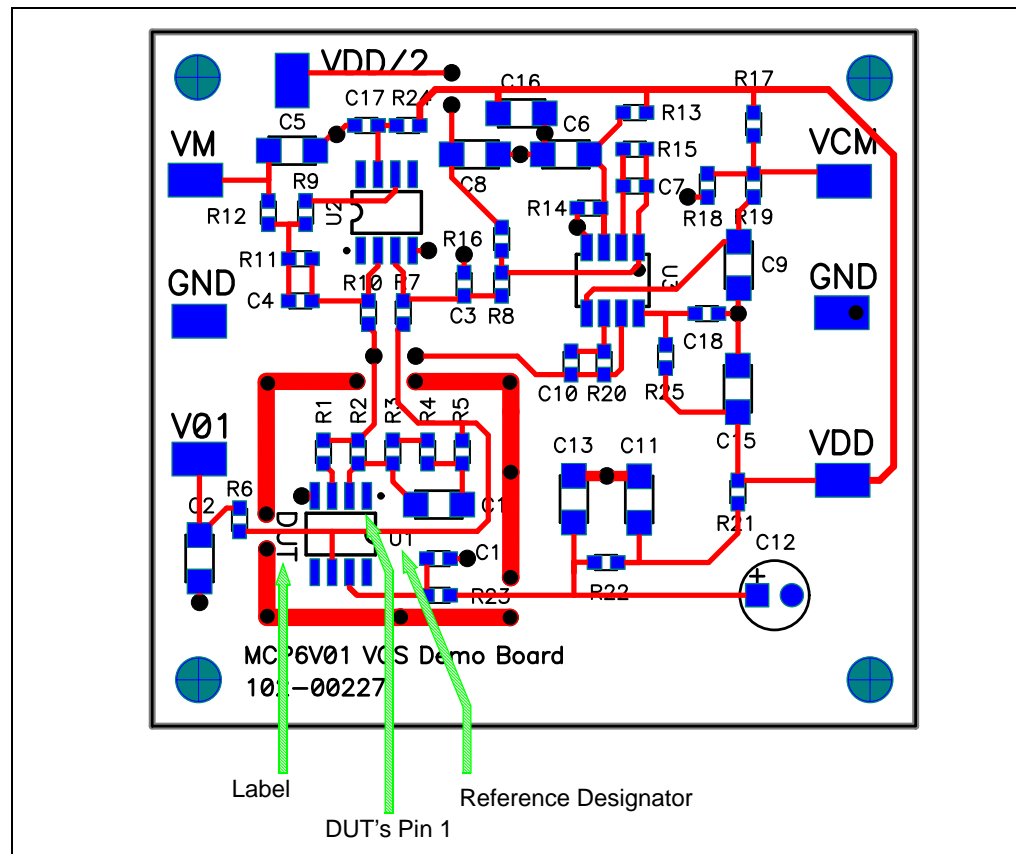 VDD/2
C16
R17
C17 R24
R13
C5
C6
VM
VCM
R15
R9
C8
C7
R12
U2
R14
R18 R19
R11
R16
C9
GND
R10 R7
U3
GND
C4
C3 R8
C18
C10 R20
R25
R1
R2
R3
R4
R5
V01
C13 C11
C15
VDD
R6
C2
C1
R21
DUT
U1
C1
C12
+
R23
R22
MCP6V01 VOS Demo Board
102-00227
Label
Reference Designator
DUT's Pin 1